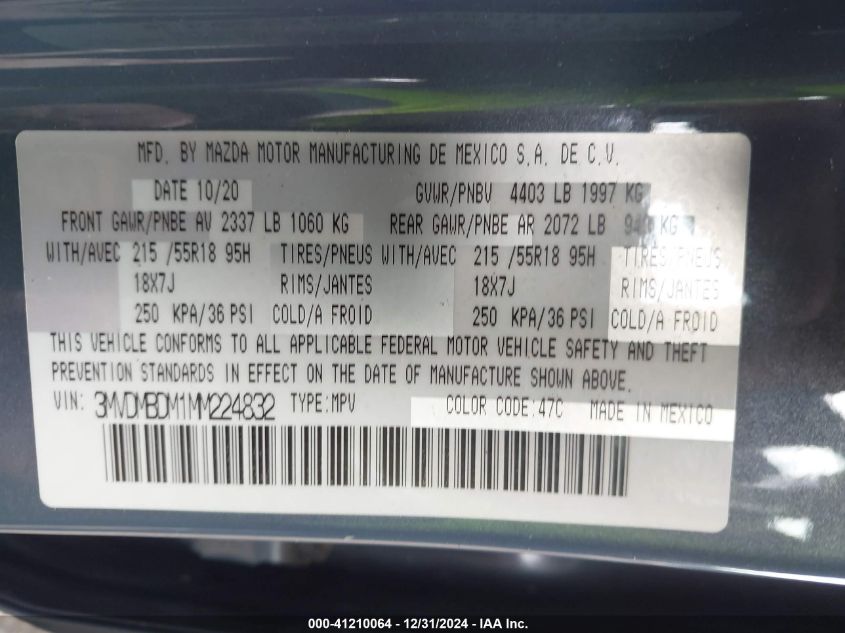 MFD. BY MAZDA MOTOR MANUFACTURING DE MEXICO S.A. DE C.V.
DATE 10/20 GVWR/PNBV 4403 LB 1997 KG
FRONT GAWR/PNBE AV 2337 LB 1060 KG REAR GAWR/PNBE AR 2072 LB 940 KG
WITH/AVEC 215 /55R18 95H TIRES/PNEUS WITH/AVEC 215 /55R18 95H TIRES/PNEUS
18X7J RIMS/JANTES 18X7J RIMS/JANTES
250 KPA/36 PSI COLD/A FROID 250 KPA/36 PSI COLD/A FROID
THIS VEHICLE CONFORMS TO ALL APPLICABLE FEDERAL MOTOR VEHICLE SAFETY AND THEFT
PREVENTION STANDARDS IN EFFECT ON THE DATE OF MANUFACTURE SHOWN ABOVE.
VIN: 3MVDMBDM1MM224832 TYPE:MPV COLOR CODE:47C MADE IN MEXICO
000-41210064 - 12/31/2024 - IAA Inc.